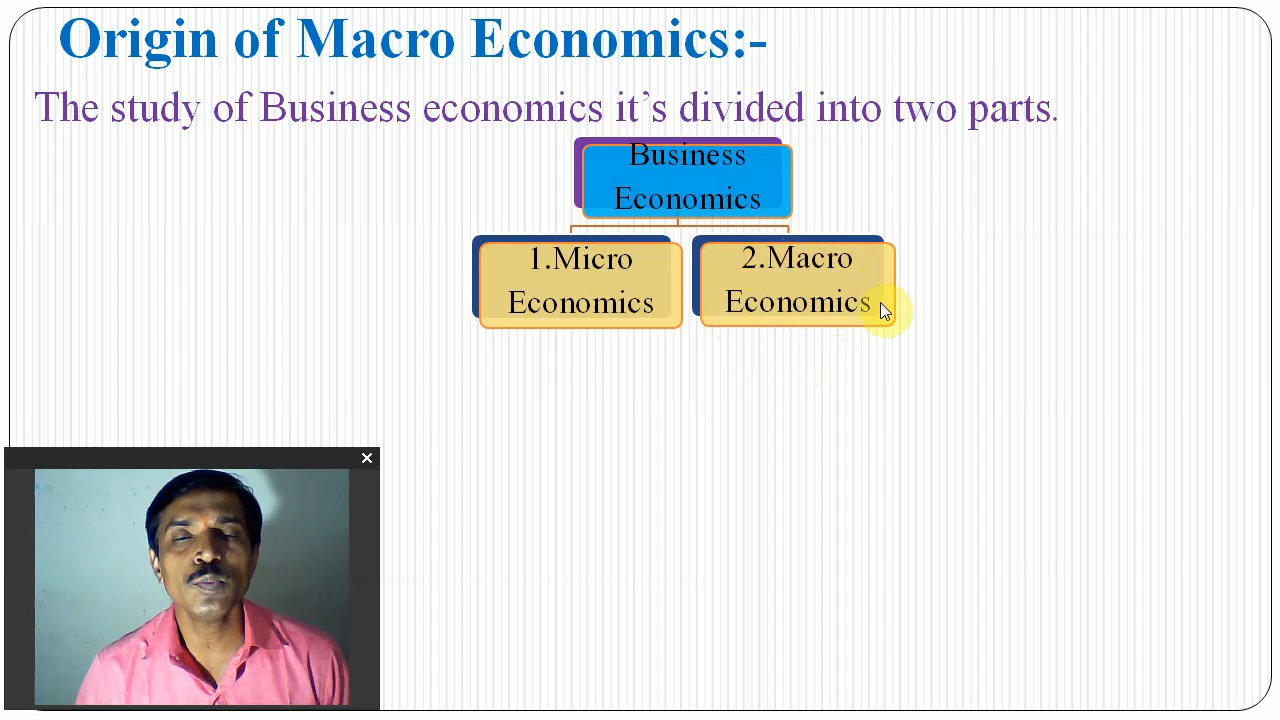 Origin of Macro Economics:-
The study of Business economics it’s divided into two parts.
Business
Economics
1.Micro
Economics
2.Macro
Economics